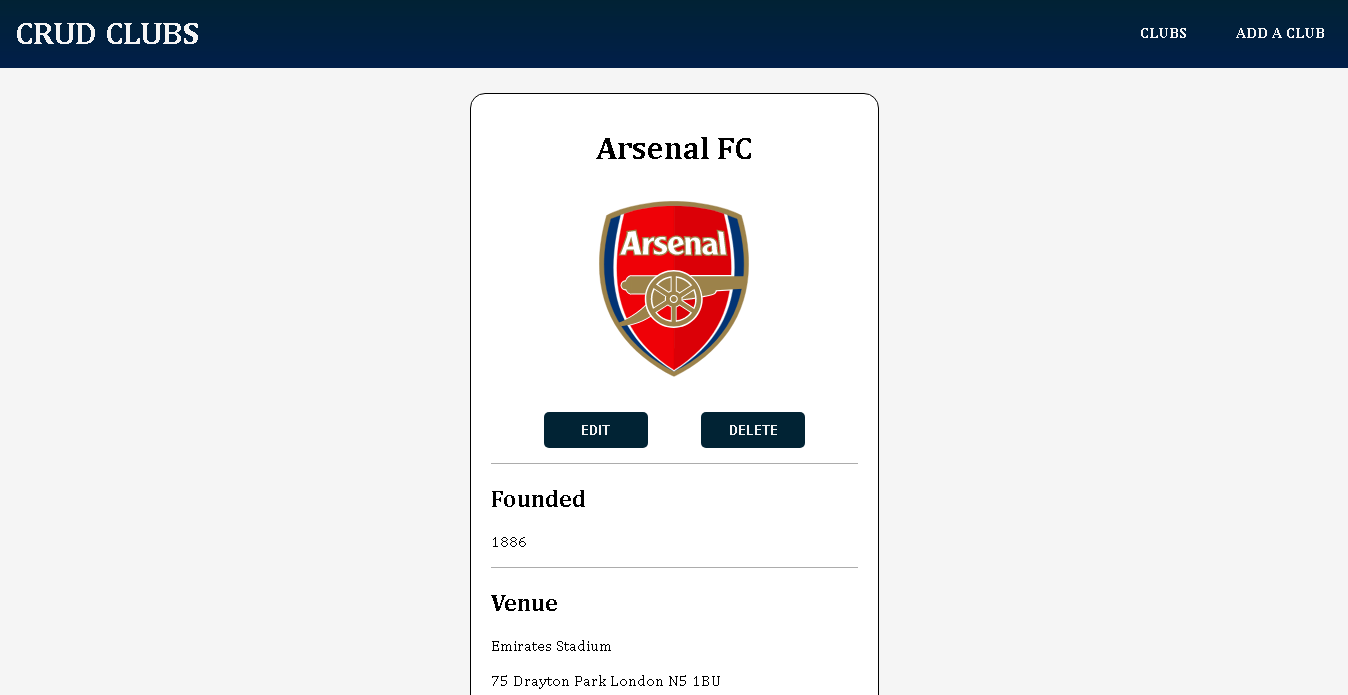 CRUD CLUBS
CLUBS
ADD A CLUB
Arsenal FC
Arsenal
EDIT
DELETE
Founded
1886
Venue
Emirates Stadium
75 Drayton Park London N5 1BU